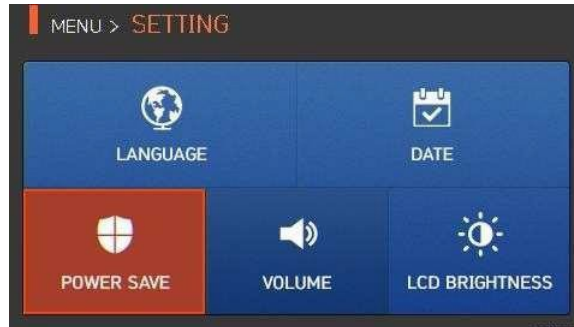 MENU > SETTING
LANGUAGE
DATE
POWER SAVE
VOLUME
LCD BRIGHTNESS